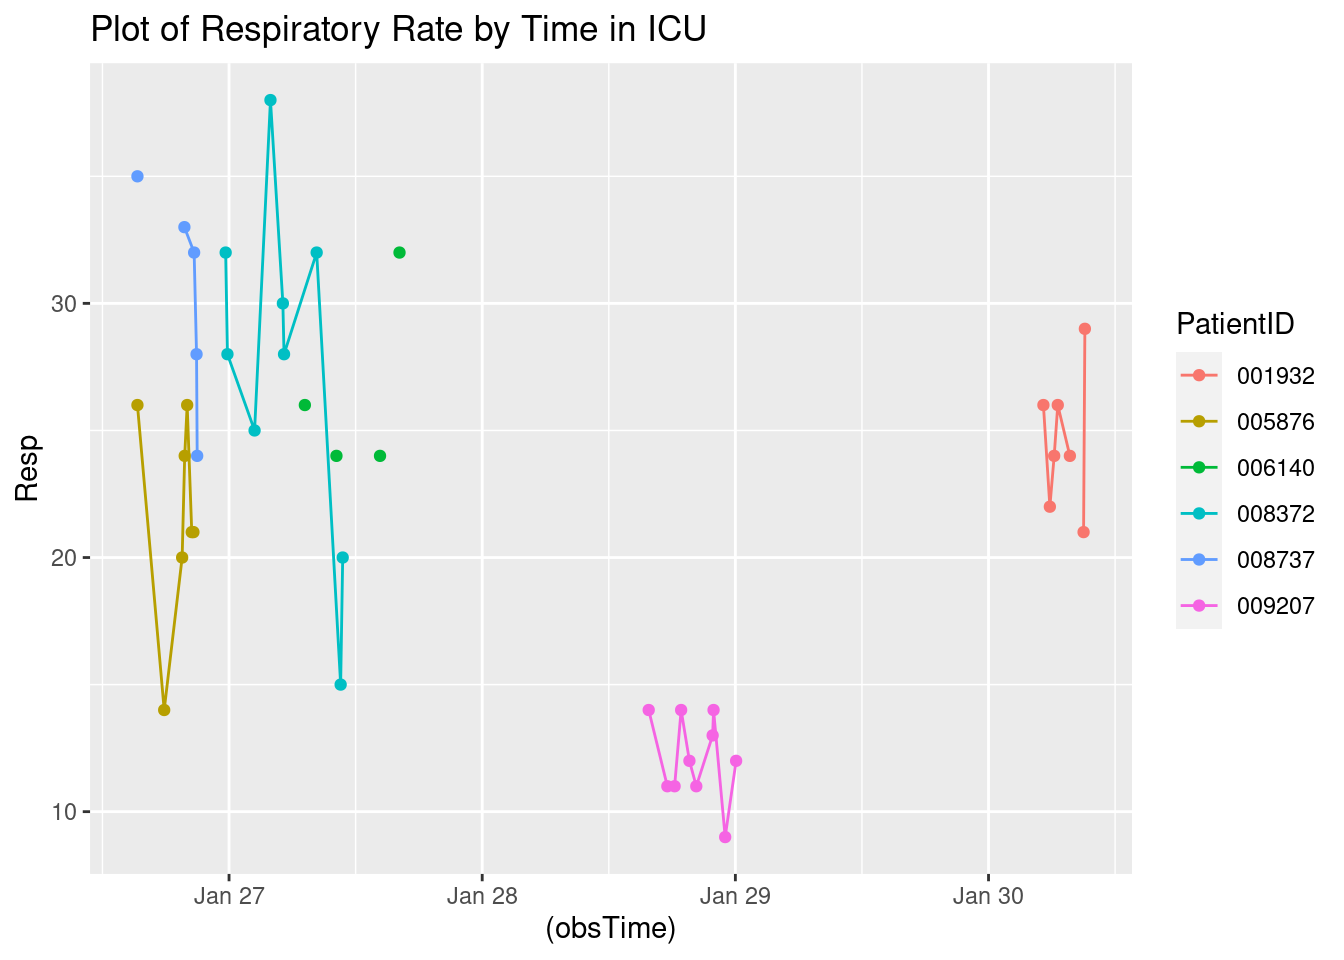 Plot of Respiratory Rate by Time in ICU
Resp
30
20
10
Jan 27
Jan 28
Jan 29
Jan 30
(obsTime)
PatientID
001932
005876
006140
008372
008737
009207